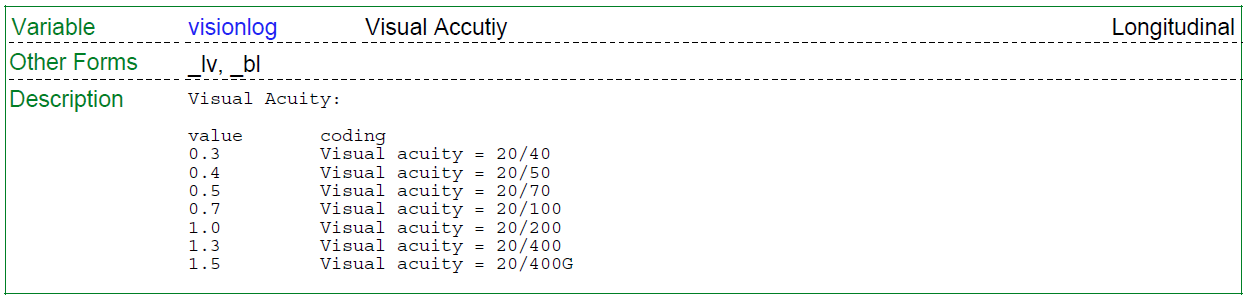 Variable visionlog Visual Accutiy Longitudinal
Other Forms _lv, _bl
Description Visual Acuity:
value coding
0.3 Visual acuity = 20/40
0.4 Visual acuity = 20/50
0.5 Visual acuity = 20/70
0.7 Visual acuity = 20/100
1.0 Visual acuity = 20/200
1.3 Visual acuity = 20/400
1.5 Visual acuity = 20/400G